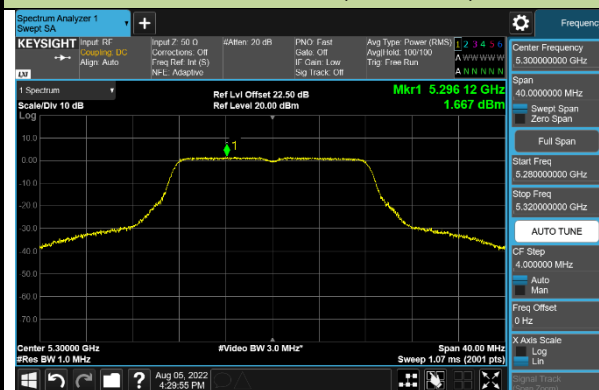 Spectrum Analyzer 1
Swept SA
+
Frequenc
KEYSIGHT
Input: RF
Coupling: DC
Align: Auto
Input Z: 50 Ω
Corrections: Off
Freq Ref: Int (S)
NFE: Adaptive
#Atten: 20 dB
PNO: Fast
Gate: Off
IF Gain: Low
Sig Track: Off
Avg Type: Power (RMS)
Avg|Hold: 100/100
Trig: Free Run
1 2 3 4 5 6
A WW WW W
A N N N N N
LXI
1 Spectrum
Scale/Div 10 dB
Log
Ref Lvl Offset 22.50 dB
Ref Level 20.00 dBm
Mkr1 5.296 12 GHz
1.667 dBm
1
10.0
0.00
-10.0
-20.0
-30.0
-40.0
-50.0
-60.0
-70.0
Center 5.30000 GHz
#Res BW 1.0 MHz
#Video BW 3.0 MHz*
Span 40.00 MHz
Sweep 1.07 ms (2001 pts)
Center Frequency
5.300000000 GHz
Span
40.0000000 MHz
Swept Span
Zero Span
Full Span
Start Freq
5.280000000 GHz
Stop Freq
5.320000000 GHz
AUTO TUNE
CF Step
4.000000 MHz
Auto
Man
Freq Offset
0 Hz
X Axis Scale
Log
Lin
Signal Track
?
Aug 05, 2022
4:29:55 PM